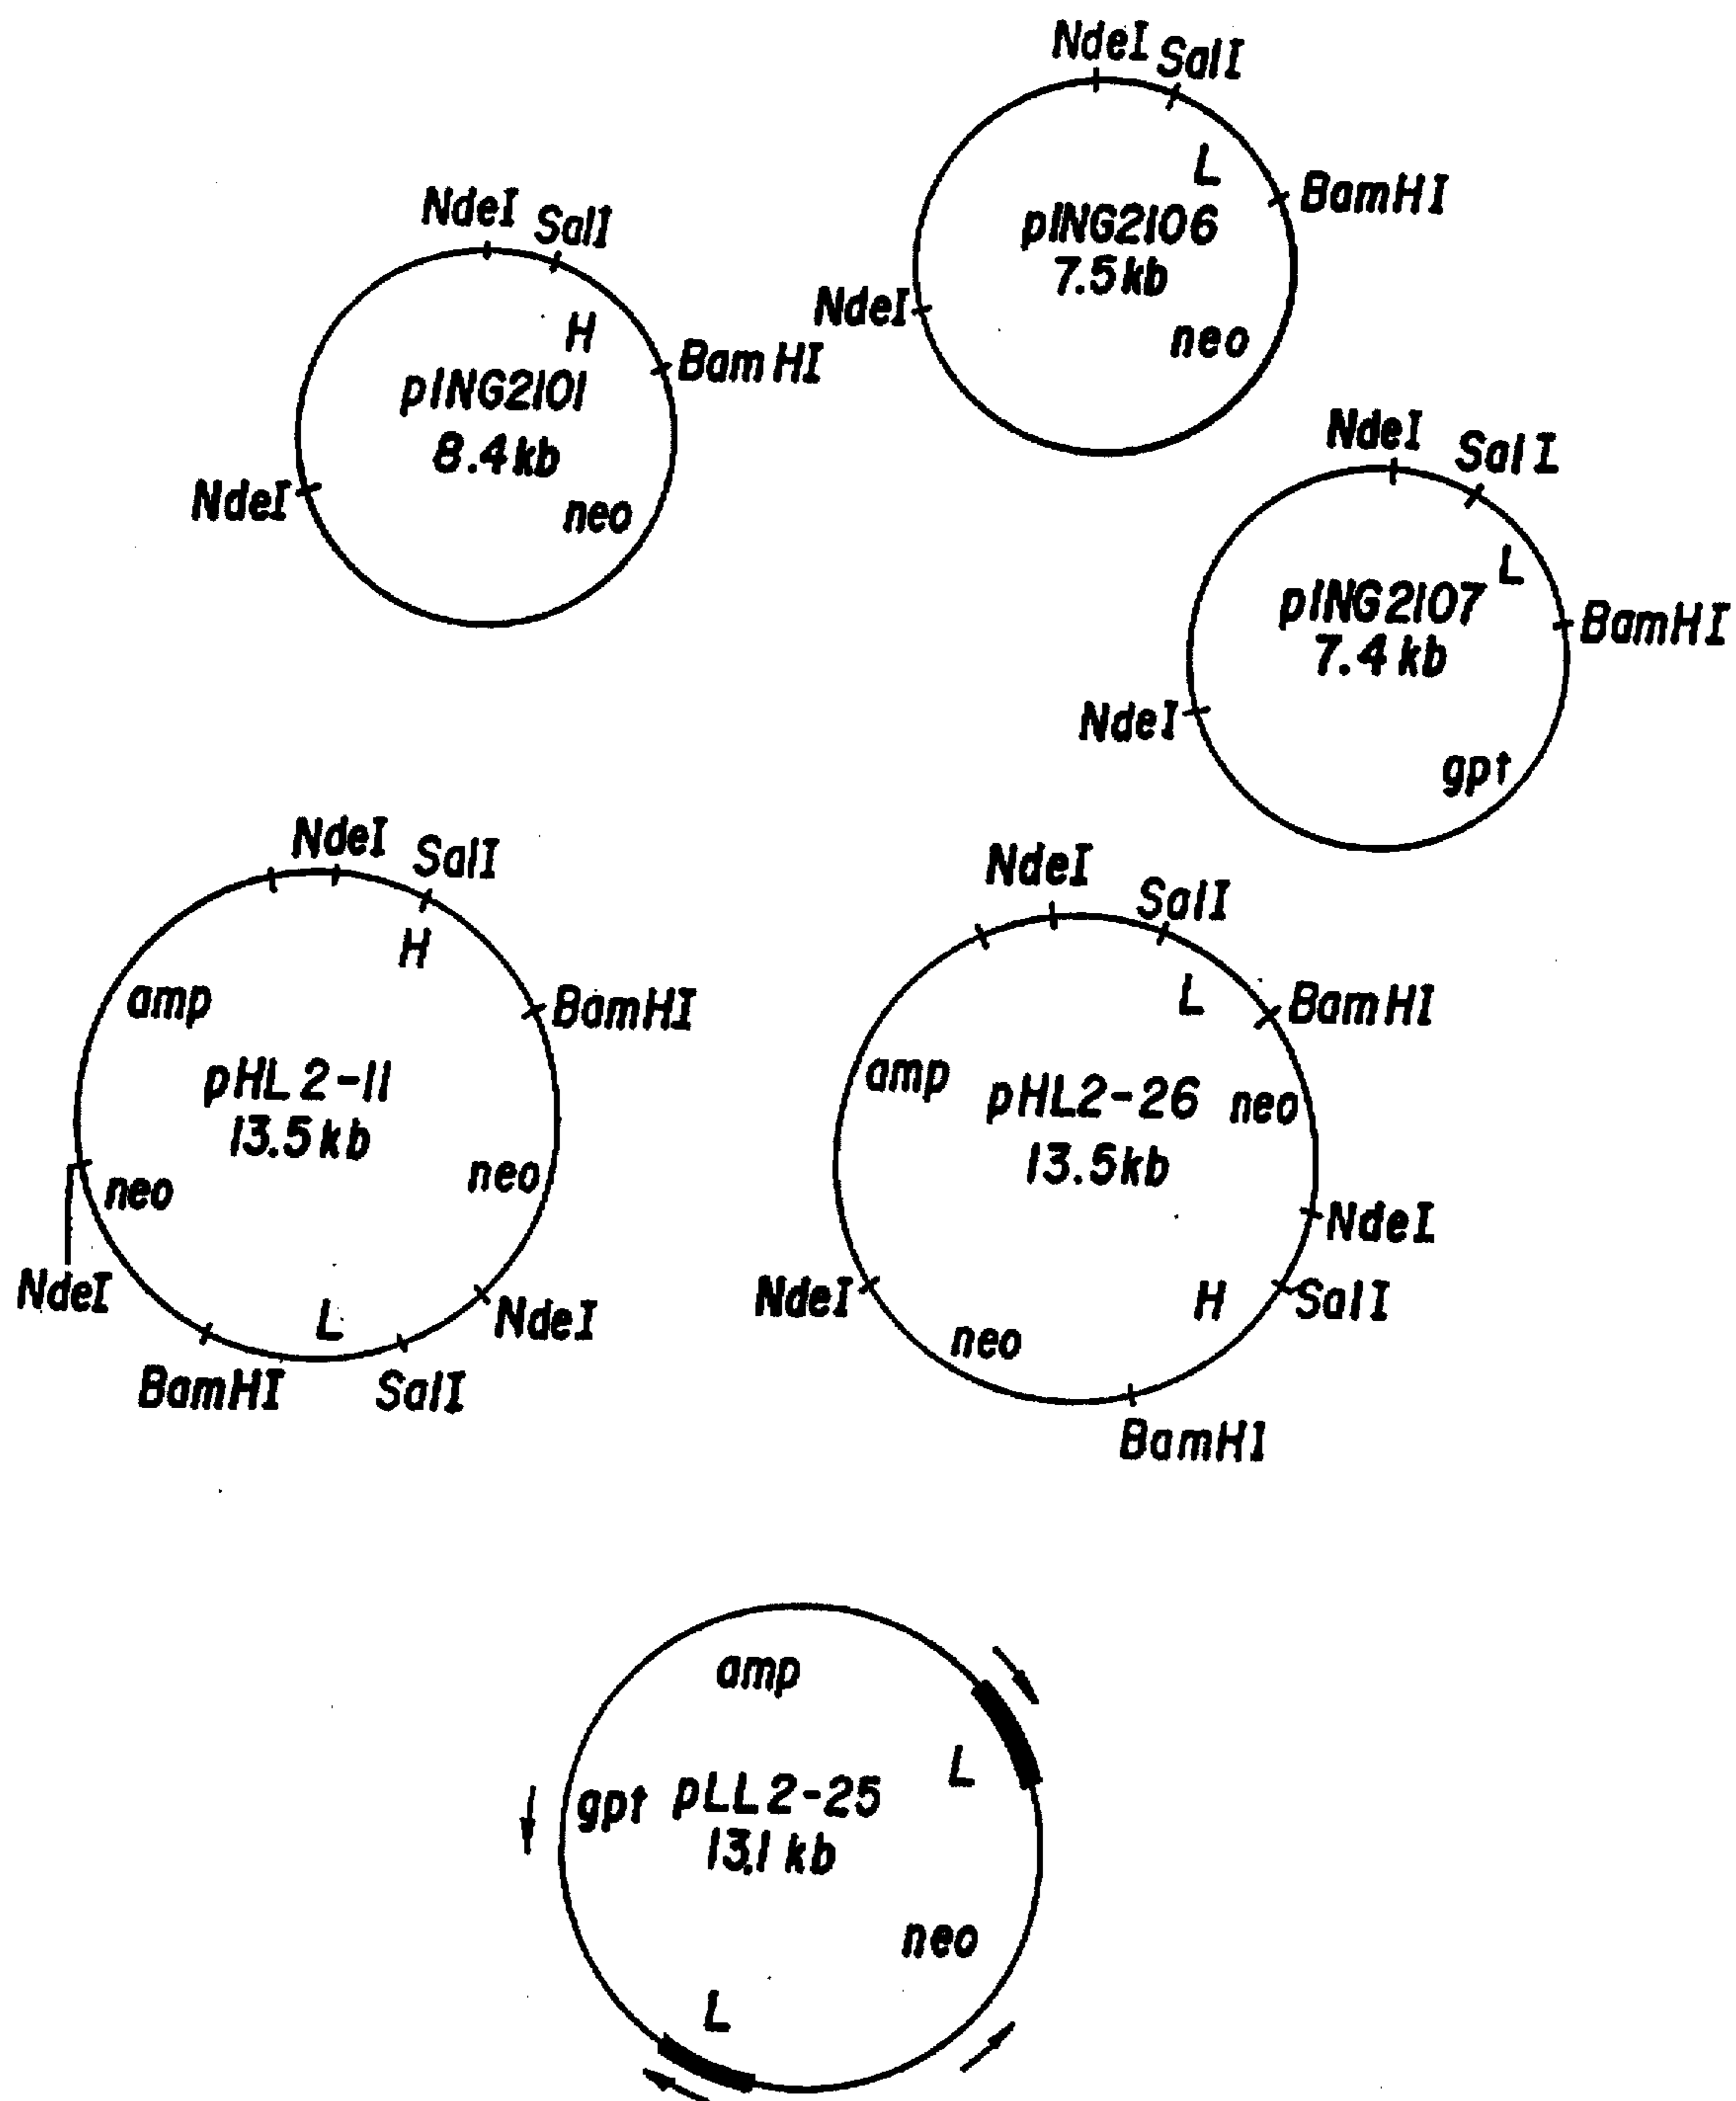 NdeI SalI
H
BamHI
pING2101
8.4kb
NdeI
neo
NdeI SalI
L
BamHI
pING2106
7.5kb
NdeI
neo
NdeI SalI
L
BamHI
pING2107
7.4kb
NdeI
gpt
NdeI SalI
H
amp
BamHI
pHL2-11
13.5kb
neo
neo
NdeI
L
NdeI
BamHI
SalI
NdeI
SalI
L
BamHI
amp
pHL2-26
neo
13.5kb
NdeI
NdeI
H
SalI
neo
BamHI
amp
L
gpt
pLL2-25
13.1kb
neo
L